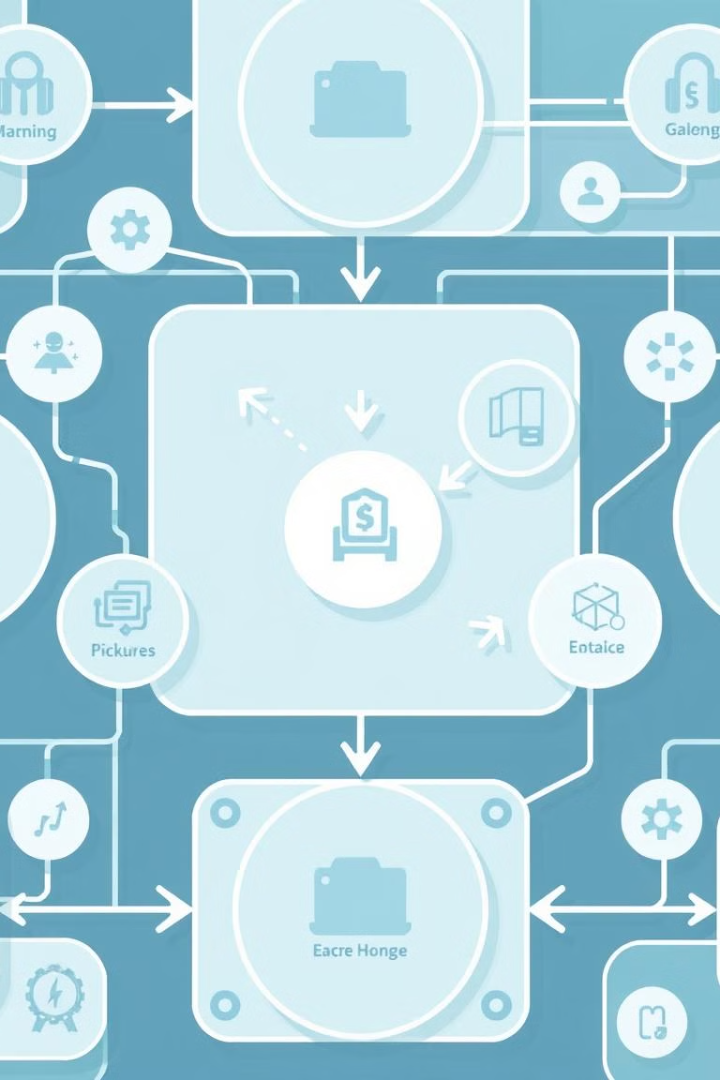 Marning
Galeng
$
$
Pickures
Entaice
Eacre Honge